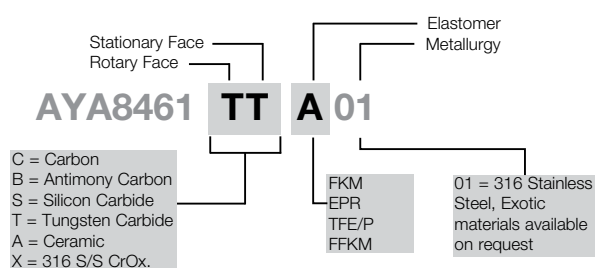 Elastomer
Stationary Face
Metallurgy
Rotary Face
AYA8461 TT A 01
C = Carbon
B = Antimony Carbon
S = Silicon Carbide
T = Tungsten Carbide
A = Ceramic
X = 316 S/S CrOx.
FKM
EPR
TFE/P
FFKM
01 = 316 Stainless
Steel, Exotic
materials available
on request